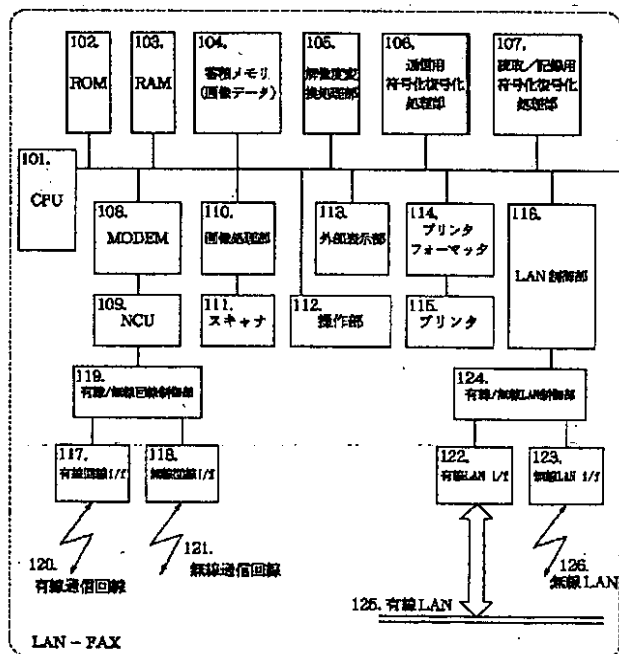 102.
ROM
103.
RAM
104.
蓄積メモリ
(画像データ)
105.
解像度変
換処理部
106.
通信用
符号化復号化
処理部
107.
読取/記録用
符号化復号化
処理部
101.
CPU
108.
MODEM
110.
画像処理部
113.
外部表示部
114.
プリンタ
フォーマッタ
116.
LAN制御部
109.
NCU
111.
スキャナ
112.
操作部
115.
プリンタ
119.
有線/無線回線制御部
124.
有線/無線LAN制御部
117.
有線回線i/f
118.
無線回線i/f
122.
有線LAN i/f
123.
無線LAN i/f
120.
有線通信回線
121.
無線通信回線
125. 有線LAN
126.
無線LAN
LAN-FAX